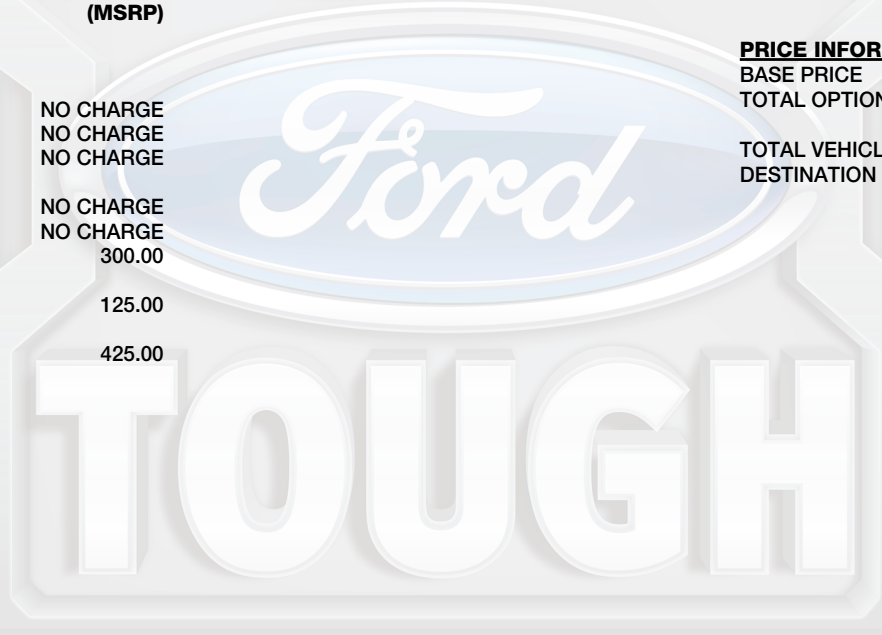 (MSRP)
NO CHARGE
NO CHARGE
NO CHARGE
NO CHARGE
NO CHARGE
300.00
125.00
425.00
PRICE INFOR
BASE PRICE
TOTAL OPTION
TOTAL VEHICL
DESTINATION
Ford
TOUGH